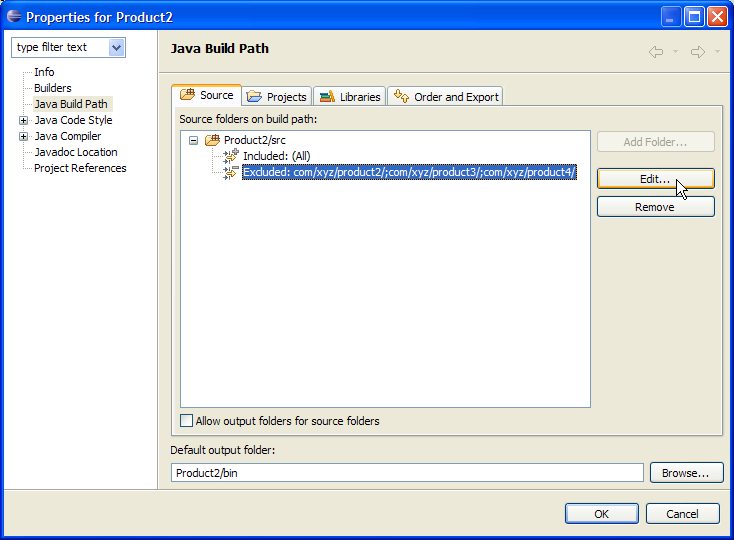 Properties for Product2
type filter text
Info
Builders
Java Build Path
Java Code Style
Java Compiler
Javadoc Location
Project References
Java Build Path
Source Projects Libraries Order and Export
Source folders on build path:
Product2/src
Included: (All)
Excluded: com/xyz/product2/;com/xyz/product3/;com/xyz/product4/
Add Folder...
Edit...
Remove
Allow output folders for source folders
Default output folder:
Product2/bin
Browse...
OK Cancel